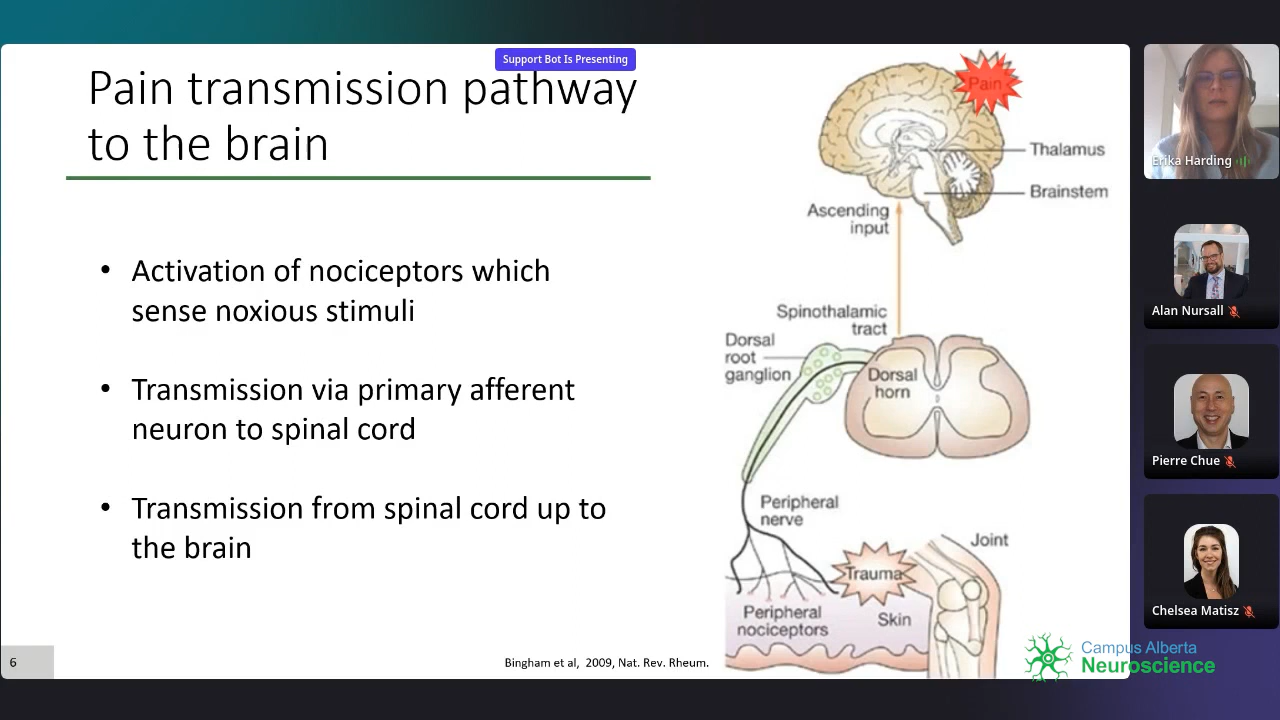 Support Bot Is Presenting
Pain transmission pathway
to the brain
• Activation of nociceptors which
sense noxious stimuli
• Transmission via primary afferent
neuron to spinal cord
• Transmission from spinal cord up to
the brain
6
Bingham et al, 2009, Nat. Rev. Rheum.
Pain
Thalamus
Brainstem
Ascending
input
Spinothalamic
tract
Dorsal
root
ganglion
Dorsal
horn
Peripheral
nerve
Joint
Trauma
Peripheral
nociceptors
Skin
Erika Harding
Alan Nursall
Pierre Chue
Chelsea Matisz
Campus Alberta
Neuroscience